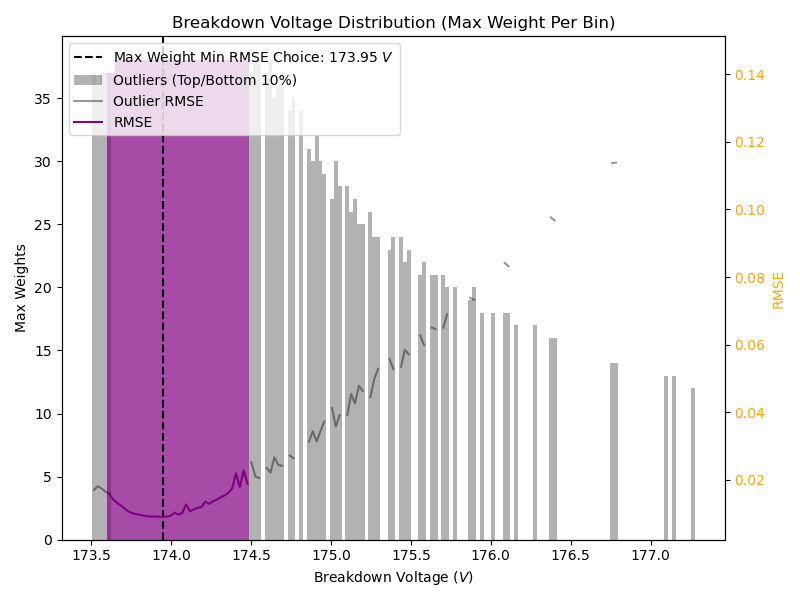 Breakdown Voltage Distribution (Max Weight Per Bin)
Max Weight Min RMSE Choice: 173.95 V
Outliers (Top/Bottom 10%)
Outlier RMSE
RMSE
Max Weights
35
30
25
20
15
10
5
0
0.14
0.12
0.10
0.08
0.06
0.04
0.02
RMSE
173.5 174.0 174.5 175.0 175.5 176.0 176.5 177.0
Breakdown Voltage (V)